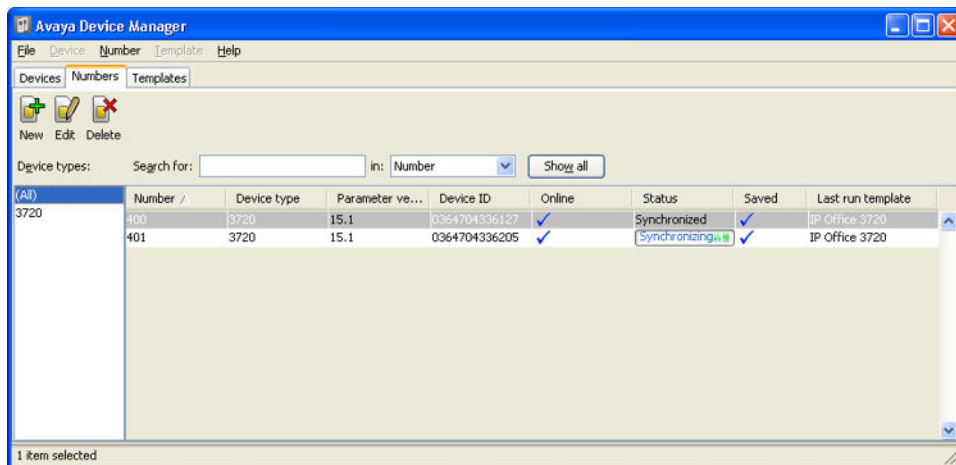 Avaya Device Manager
File Device Number Template Help
Devices Numbers Templates
New Edit Delete
Device types: Search for: in: Number Show all
(All) Number Device type Parameter ve... Device ID Online Status Saved Last run template
3720 400 3720 15.1 0364704336127 Synchronized IP Office 3720
401 3720 15.1 0364704336205 Synchronizing IP Office 3720
1 item selected